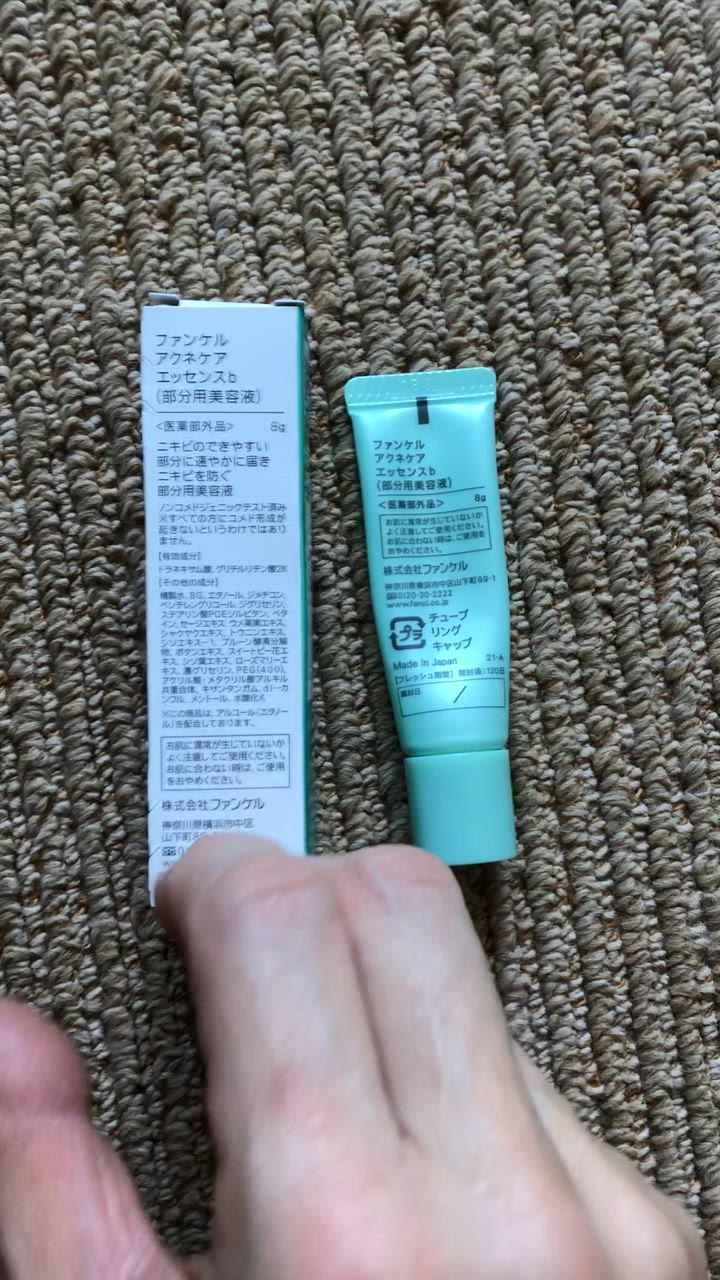 ファンケル
アクネケア
エッセンスb
(部分用美容液)
<医薬部外品> 8g
ニキビのできやすい
部分に速やかに届き
ニキビを防ぐ
部分用美容液
ノンコメドジェニックテスト済み
※すべての方にコメド形成が
起きないというわけではあり
ません。
[有効成分]
トラネキサム酸、グリチルリチン酸2K
[その他の成分]
精製水、BG、エタノール、ジメチコン、
ペンチレングリコール、ジグリセリン、
ステアリン酸POEソルビタン、ベタ
イン、セージエキス、ウメ果実エキス、
シャクヤクエキス、トウニンエキス、
シソエキス-1、プルーン酵素分解
物、ボタンエキス、スイートピー花エ
キス、シソ葉エキス、ローズマリーエ
キス、濃グリセリン、PEG(400)、
アクリル酸・メタクリル酸アルキル
共重合体、キサンタンガム、dl-カ
ンフル、メントール、水酸化K
※この商品は、アルコール(エタノー
ル)を配合しております。
お肌に異常が生じていないか
よく注意してご使用ください。
お肌に合わない時は、ご使用
をおやめください。
株式会社ファンケル
神奈川県横浜市中区
山下町89
ファンケル
アクネケア
エッセンスb
(部分用美容液)
<医薬部外品> 8g
お肌に異常が生じていないか
よく注意してご使用ください。
お肌に合わない時は、ご使用を
おやめください。
株式会社ファンケル
神奈川県横浜市中区山下町89-1
0120-30-2222
www.fancl.co.jp
プラ
チューブ
リング
キャップ
Made in Japan 21-A
[フレッシュ期間] 開封後:120日
開封日 /